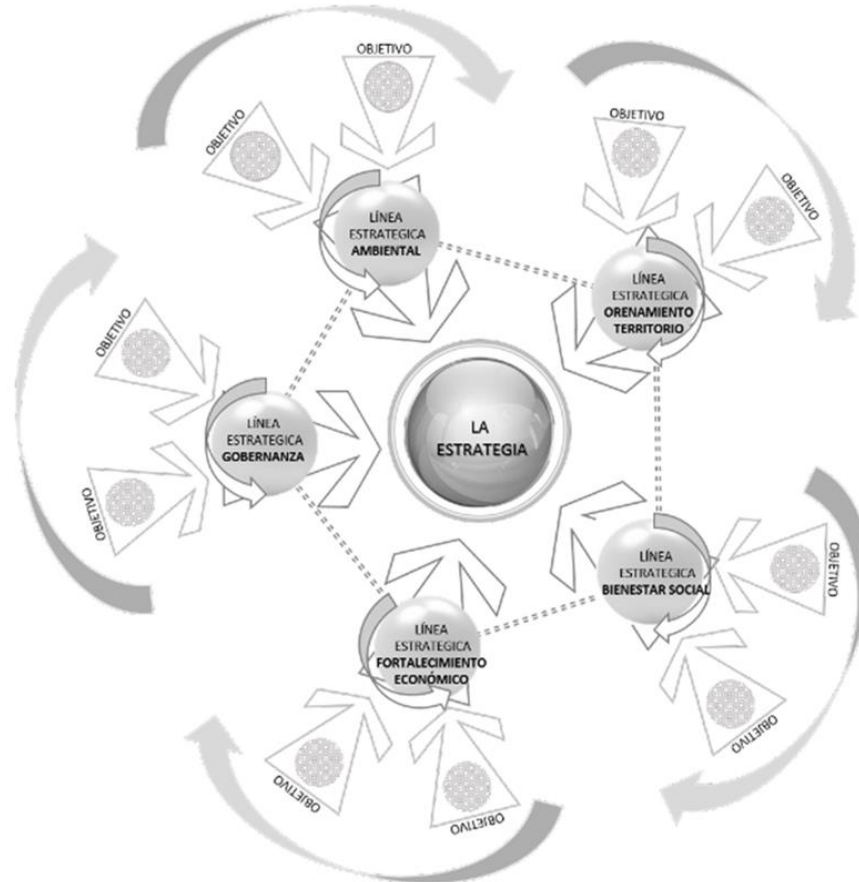 OBJETIVO
OBJETIVO
LÍNEA
ESTRATEGICA
AMBIENTAL
OBJETIVO
OBJETIVO
LÍNEA
ESTRATEGICA
ORENAMIENTO
TERRITORIO
OBJETIVO
OBJETIVO
LÍNEA
ESTRATEGICA
GOBERNANZA
LA
ESTRATEGIA
LÍNEA
ESTRATEGICA
BIENESTAR SOCIAL
OBJETIVO
OBJETIVO
LÍNEA
ESTRATEGICA
FORTALECIMIENTO
ECONÓMICO
OBJETIVO
OBJETIVO